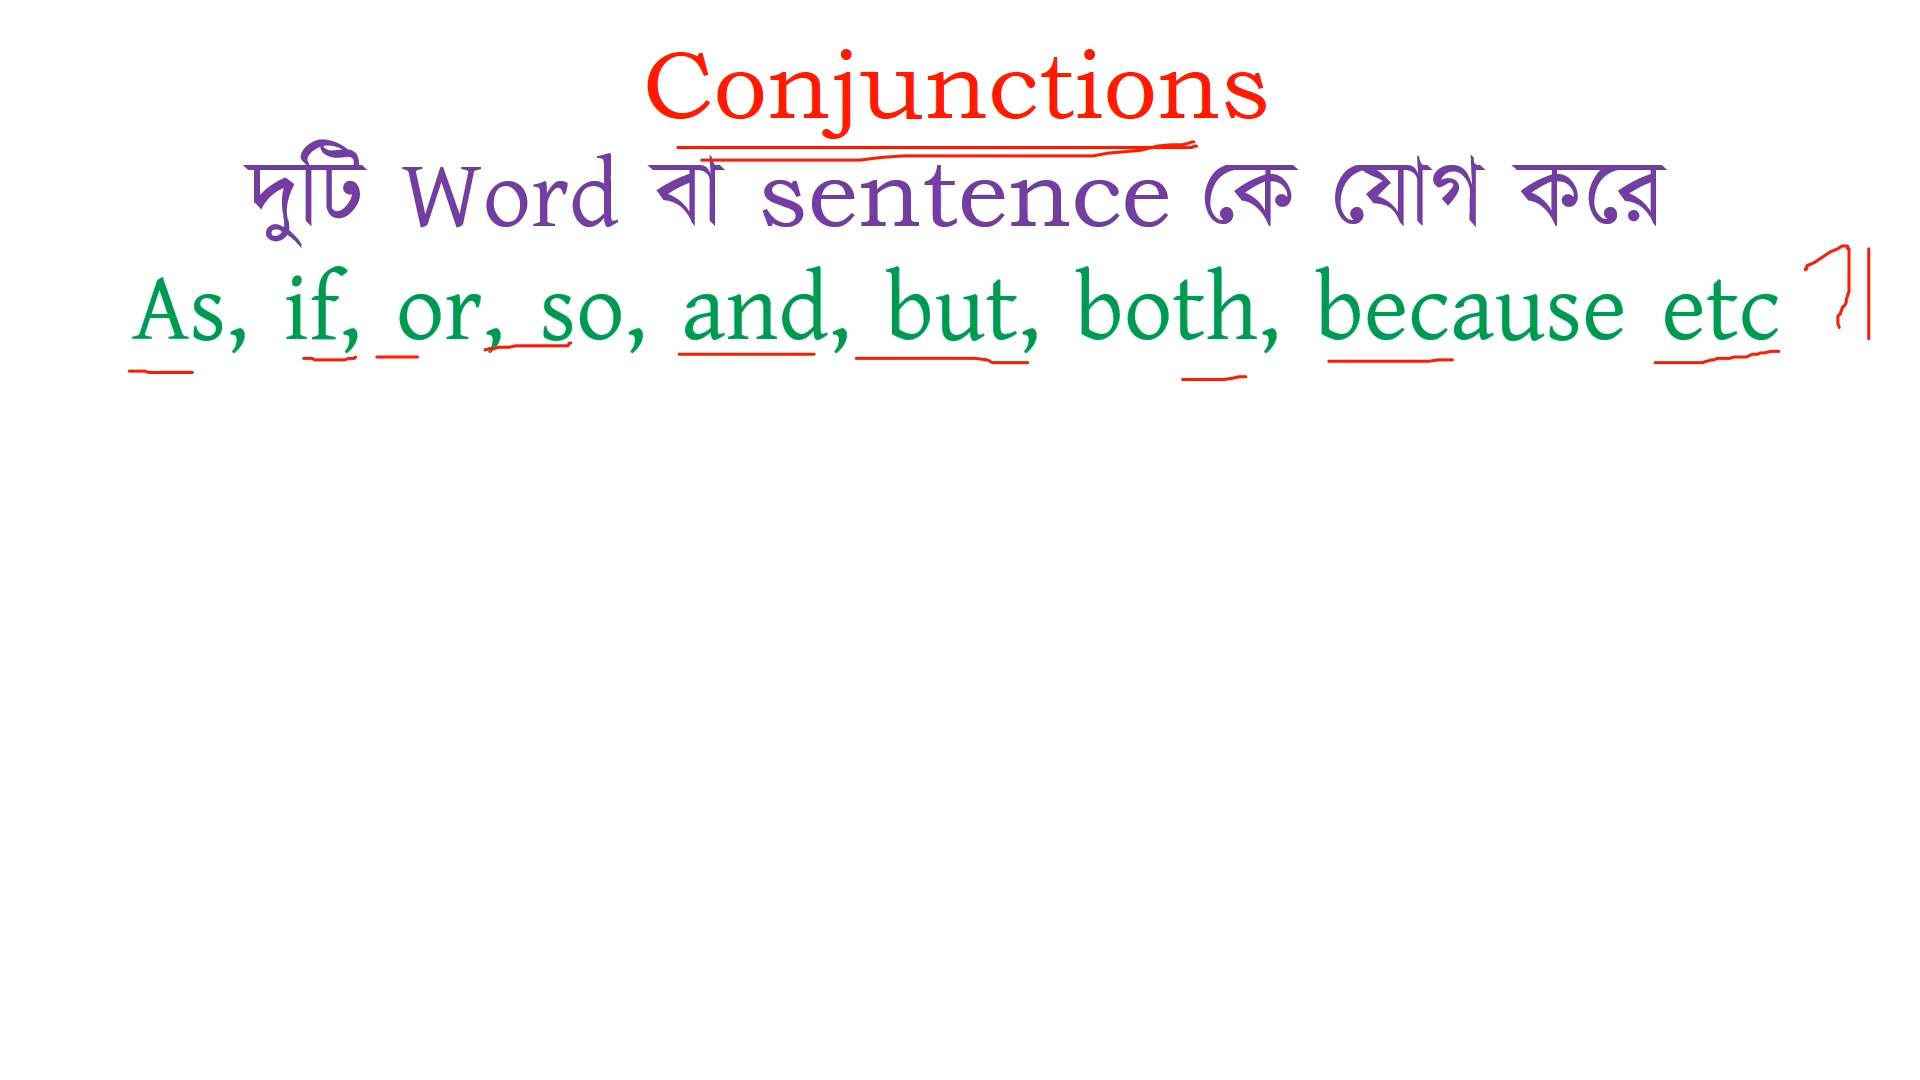 Conjunctions
দুটি Word বা sentence কে যোগ করে
As, if, or, so, and, but, both, because etc